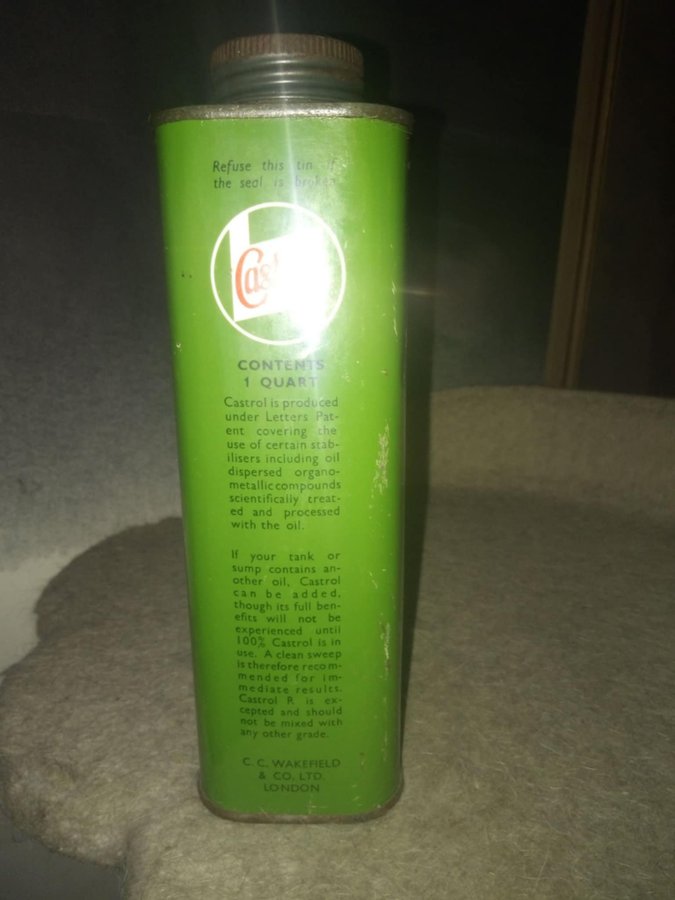 Refuse this tin if
the seal is broken
Cas
CONTENTS
1 QUART
Castrol is produced
under Letters Pat-
ent covering the
use of certain stab-
ilisers including oil
dispersed organo-
metallic compounds
scientifically treat-
ed and processed
with the oil.
If your tank or
sump contains an-
other oil, Castrol
can be added,
though its full ben-
efits will not be
experienced until
100% Castrol is in
use. A clean sweep
is therefore recom-
mended for im-
mediate results.
Castrol R is ex-
cepted and should
not be mixed with
any other grade.
C. C. WAKEFIELD
& CO. LTD.
LONDON